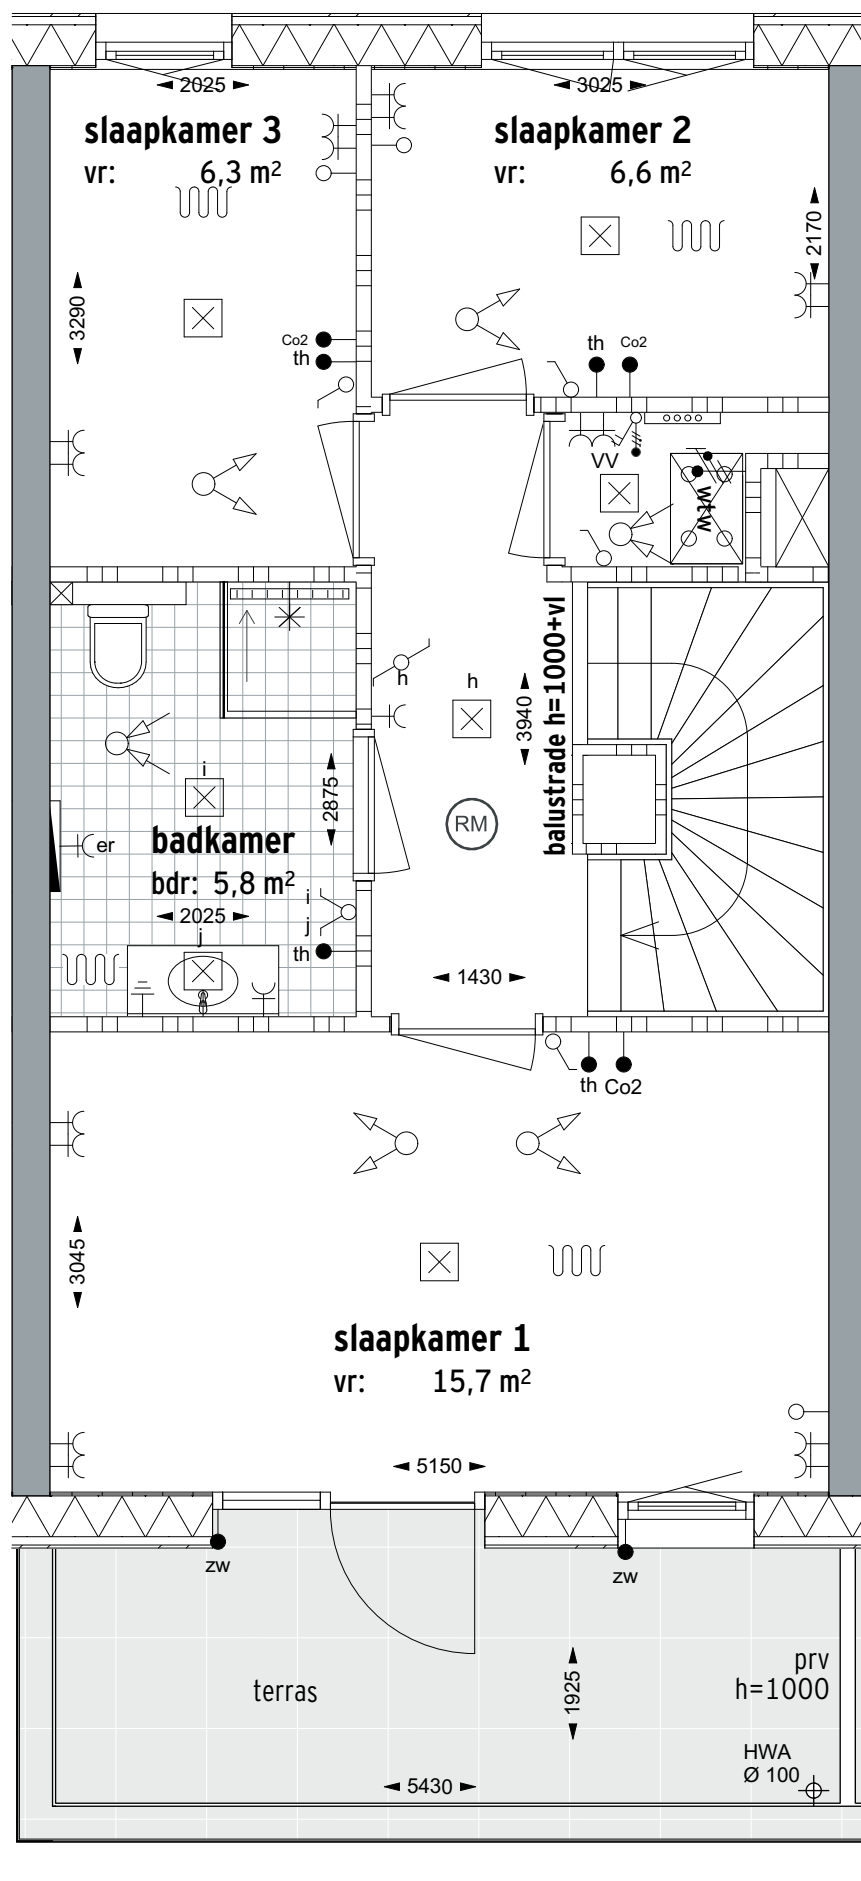 2025
3025
slaapkamer 3
vr: 6,3 m²
slaapkamer 2
vr: 6,6 m²
2170
3290
Co2
th
th
Co2
VV
wtw
balustrade h=1000+vl
h
h
3940
i
2875
RM
er
badkamer
bdr: 5,8 m²
2025
i
j
j
th
1430
th
Co2
3045
slaapkamer 1
vr: 15,7 m²
5150
zw
zw
terras
1925
prv
h=1000
HWA
Ø 100
5430